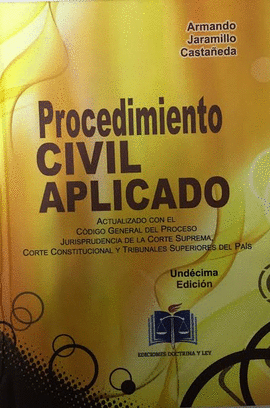 Armando
Jaramillo
Castañeda
Procedimiento
CIVIL
APLICADO
ACTUALIZADO CON EL
CÓDIGO GENERAL DEL PROCESO
JURISPRUDENCIA DE LA CORTE SUPREMA,
CORTE CONSTITUCIONAL Y TRIBUNALES SUPERIORES DEL PAÍS
Undécima
Edición
EDICIONES DOCTRINA Y LEY